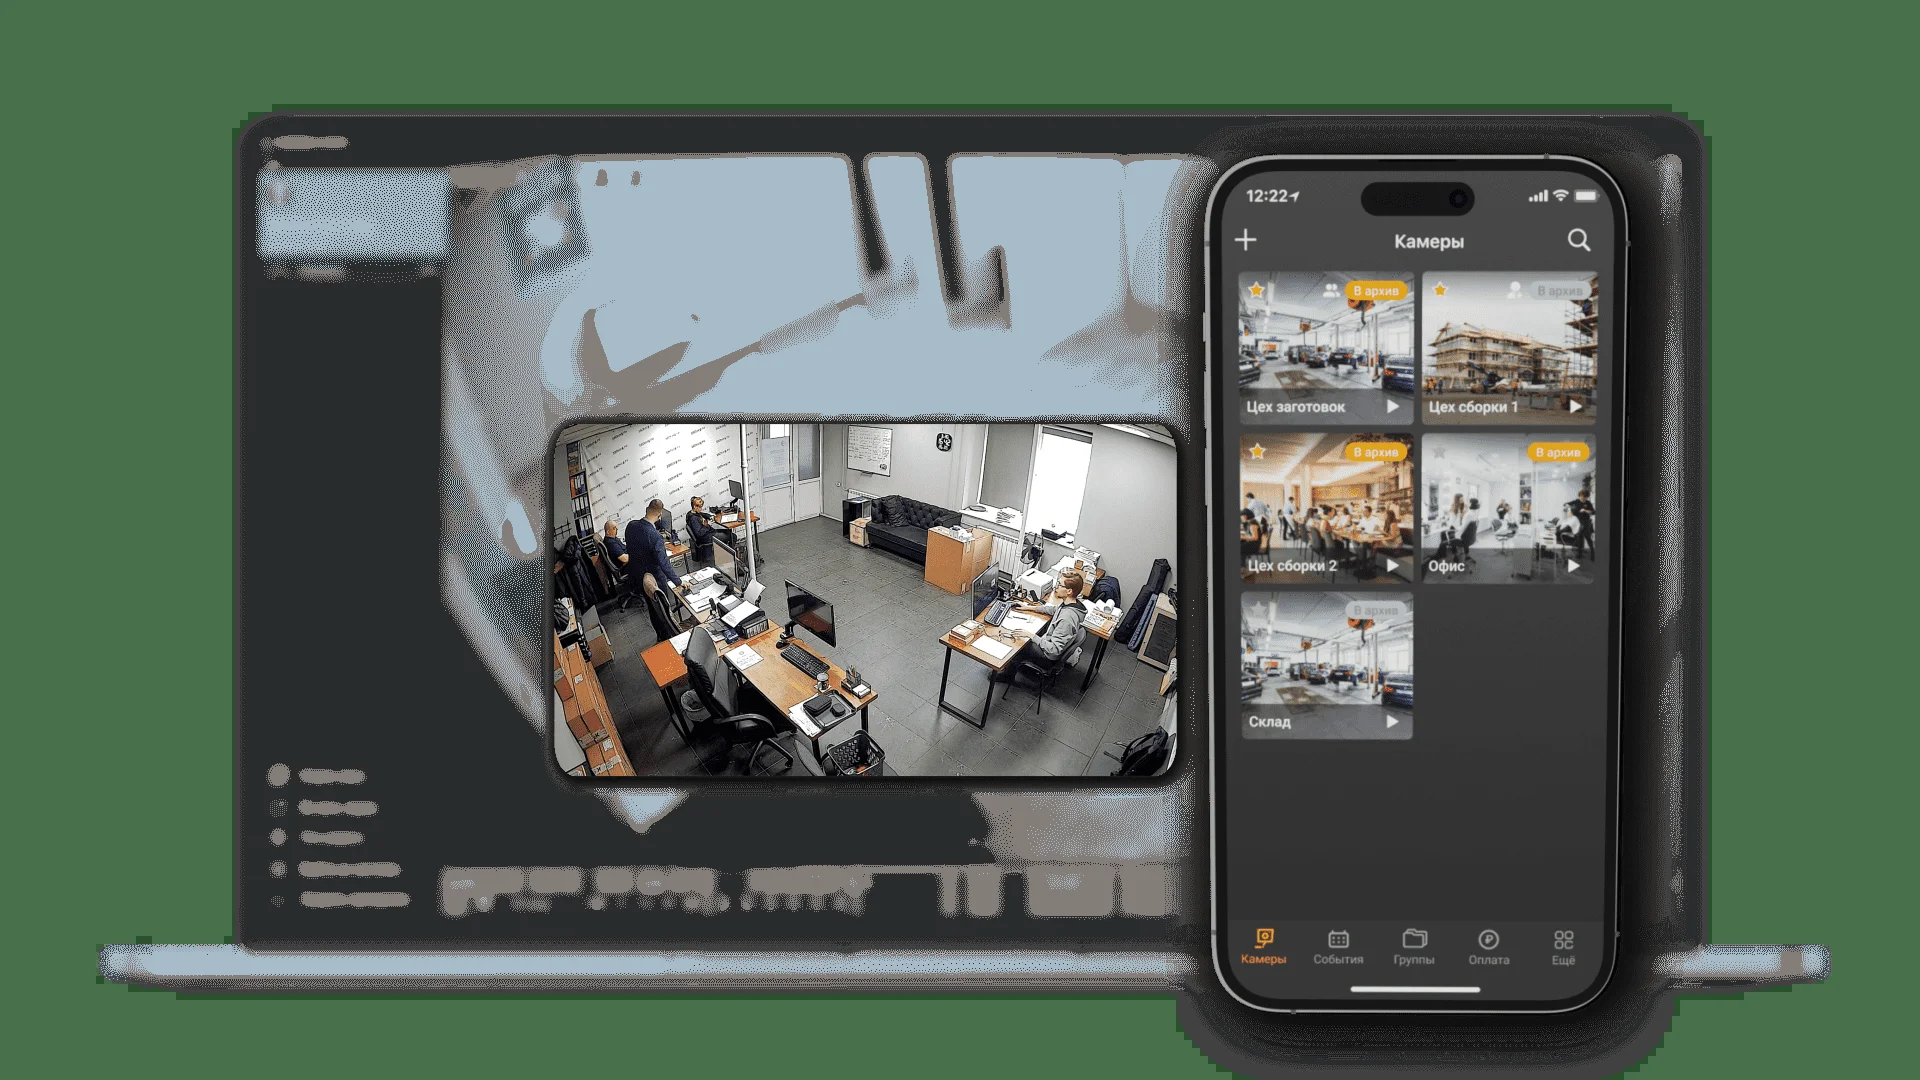 12:22
Камеры
В архив
В архив
Цех заготовок
Цех сборки 1
В архив
В архив
Цех сборки 2
Офис
В архив
Склад
Камеры
События
Группы
Оплата
Ещё